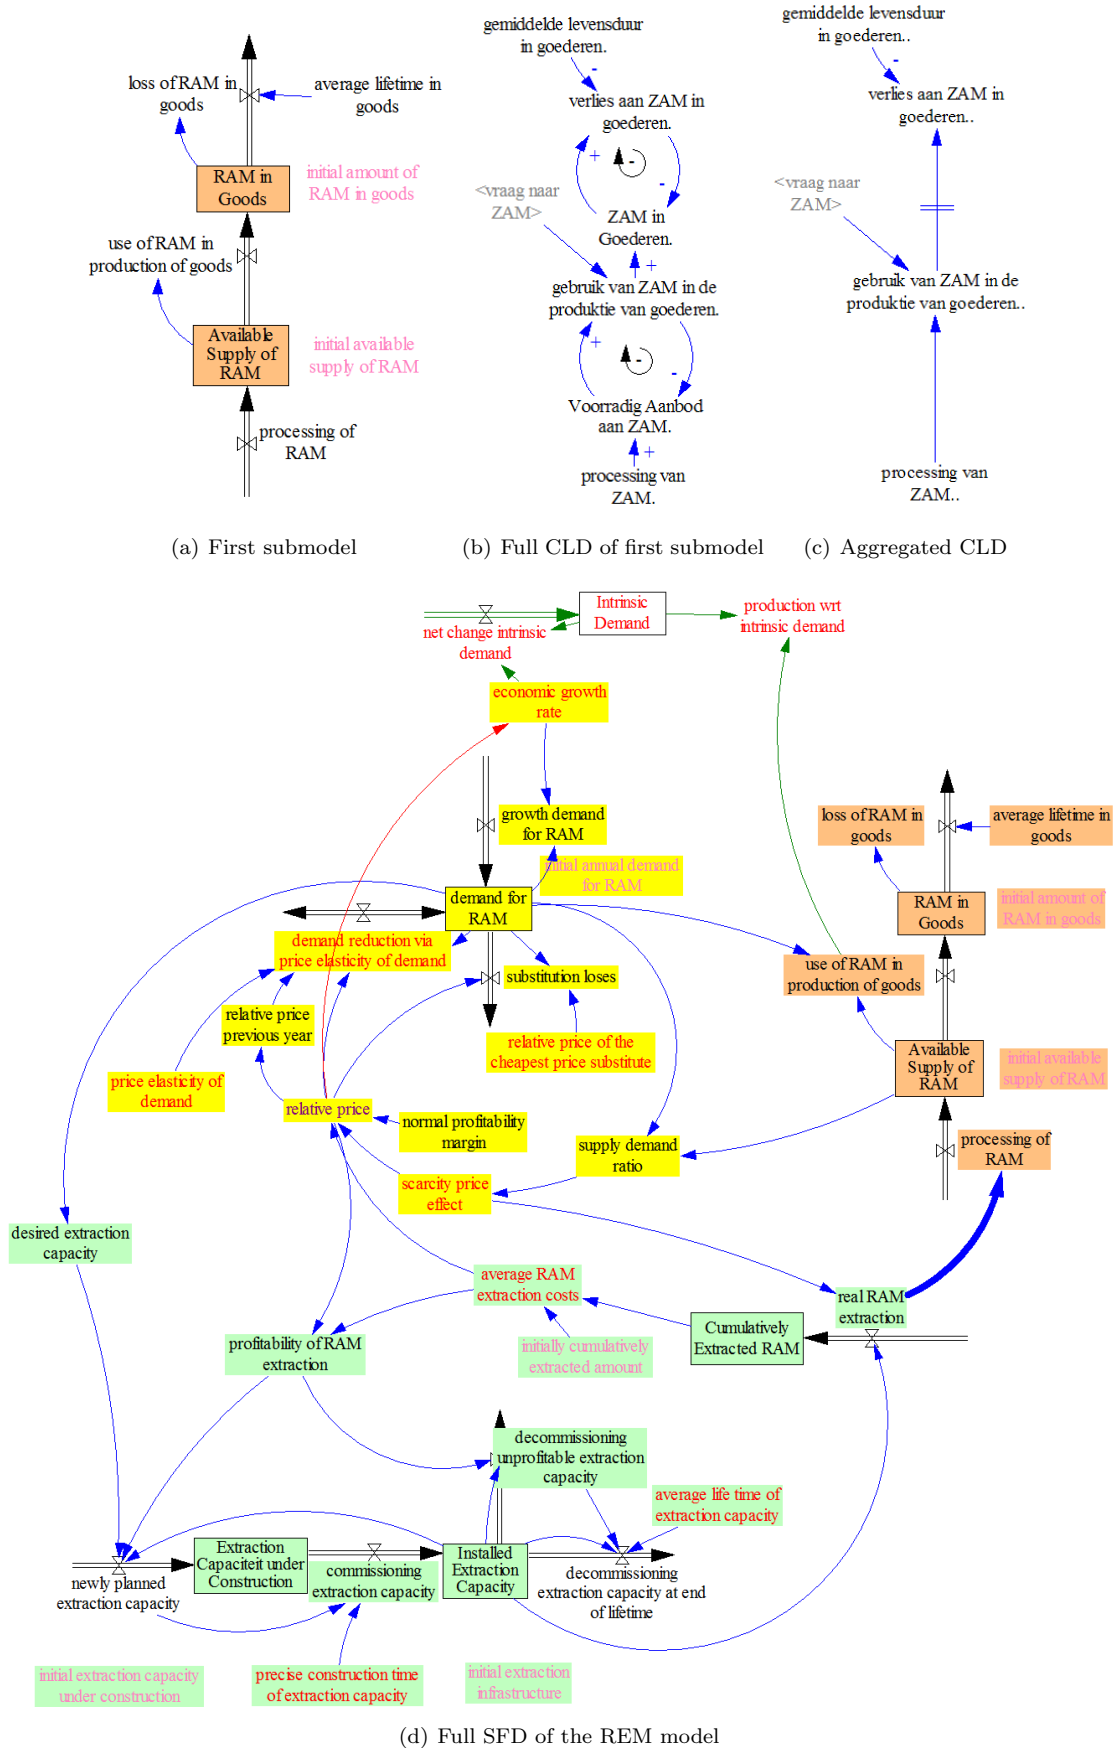 loss of RAM in
goods
average lifetime in
goods
RAM in
Goods
initial amount of
RAM in goods
use of RAM in
production of goods
Available
Supply of
RAM
initial available
supply of RAM
processing of
RAM
(a) First submodel
gemiddelde levensduur
in goederen.
-
verlies aan ZAM in
goederen.
+
-
-
<vraag naar
ZAM>
ZAM in
Goederen.
+
gebruik van ZAM in de
produktie van goederen.
+
-
-
Voorradig Aanbod
aan ZAM.
+
processing van
ZAM.
(b) Full CLD of first submodel
gemiddelde levensduur
in goederen..
-
verlies aan ZAM in
goederen..
<vraag naar
ZAM>
gebruik van ZAM in de
produktie van goederen..
processing van
ZAM..
(c) Aggregated CLD
Intrinsic
Demand
production wrt
intrinsic demand
net change intrinsic
demand
economic growth
rate
growth demand
for RAM
initial annual demand
for RAM
demand for
RAM
demand reduction via
price elasticity of demand
substitution loses
relative price
previous year
relative price of the
cheapest price substitute
price elasticity of
demand
relative price
normal profitability
margin
supply demand
ratio
scarcity price
effect
loss of RAM in
goods
average lifetime in
goods
RAM in
Goods
initial amount of
RAM in goods
use of RAM in
production of goods
Available
Supply of
RAM
initial available
supply of RAM
processing of
RAM
desired extraction
capacity
average RAM
extraction costs
real RAM
extraction
Cumulatively
Extracted RAM
initially cumulatively
extracted amount
profitability of RAM
extraction
decommissioning
unprofitable extraction
capacity
average life time of
extraction capacity
Extraction
Capaciteit under
Construction
Installed
Extraction
Capacity
newly planned
extraction capacity
commissioning
extraction capacity
decommissioning
extraction capacity at end
of lifetime
initial extraction capacity
under construction
precise construction time
of extraction capacity
initial extraction
infrastructure
(d) Full SFD of the REM model